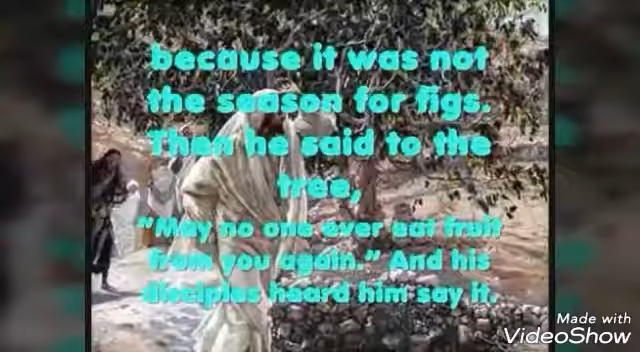 because it was not
the season for figs.
Then he said to the
tree,
"May no one ever eat fruit
from you again." And his
disciples heard him say it.
Made with
VideoShow